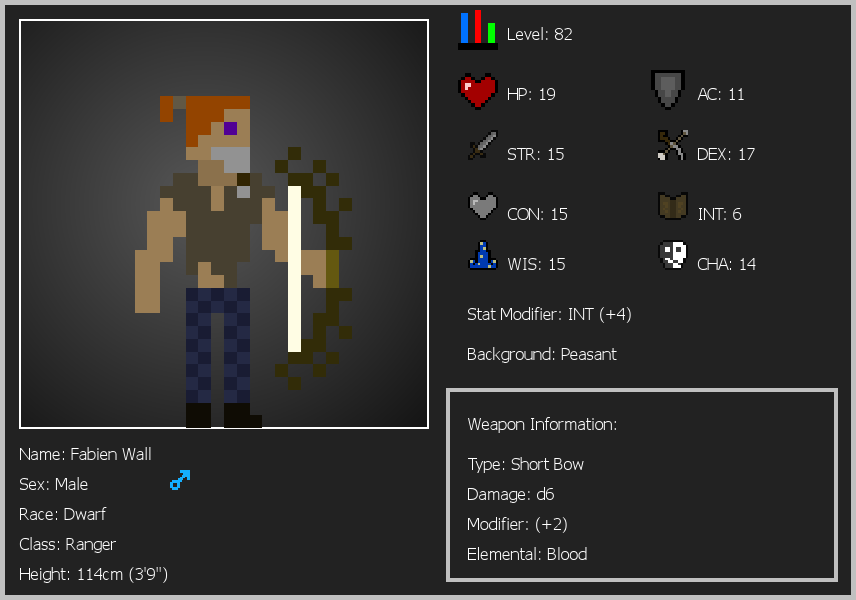 Level: 82
HP: 19
AC: 11
STR: 15
DEX: 17
CON: 15
INT: 6
WIS: 15
CHA: 14
Stat Modifier: INT (+4)
Background: Peasant
Weapon Information:
Type: Short Bow
Damage: d6
Modifier: (+2)
Elemental: Blood
Name: Fabien Wall
Sex: Male
Race: Dwarf
Class: Ranger
Height: 114cm (3'9")